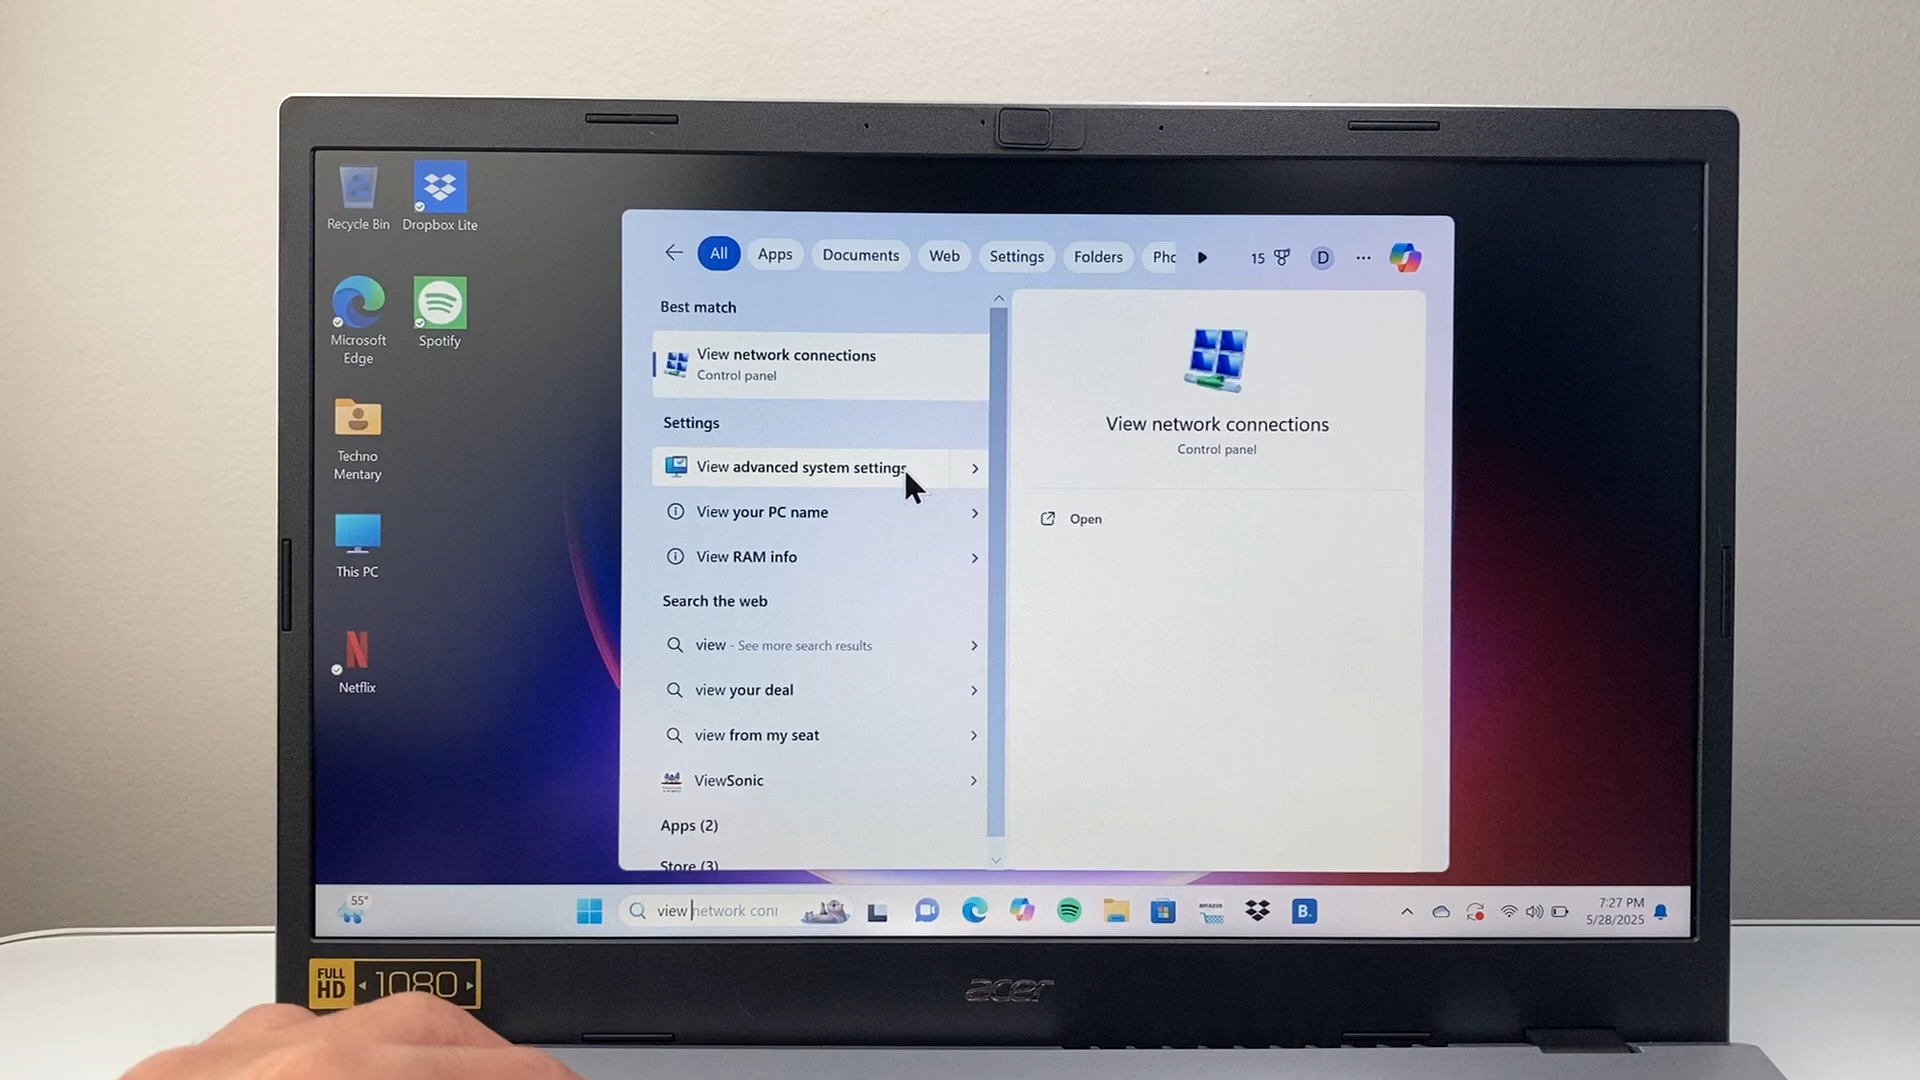 Recycle Bin
Dropbox Lite
Microsoft
Edge
Spotify
Techno
Mentary
This PC
Netflix
All
Apps
Documents
Web
Settings
Folders
Pho
15
D
Best match
View network connections
Control panel
Settings
View advanced system settings
View your PC name
View RAM info
Search the web
view - See more search results
view your deal
view from my seat
ViewSonic
Apps (2)
Store (3)
View network connections
Control panel
Open
55°
view network conn
amazon
B.
7:27 PM
5/28/2025
FULL
HD
1080
acer